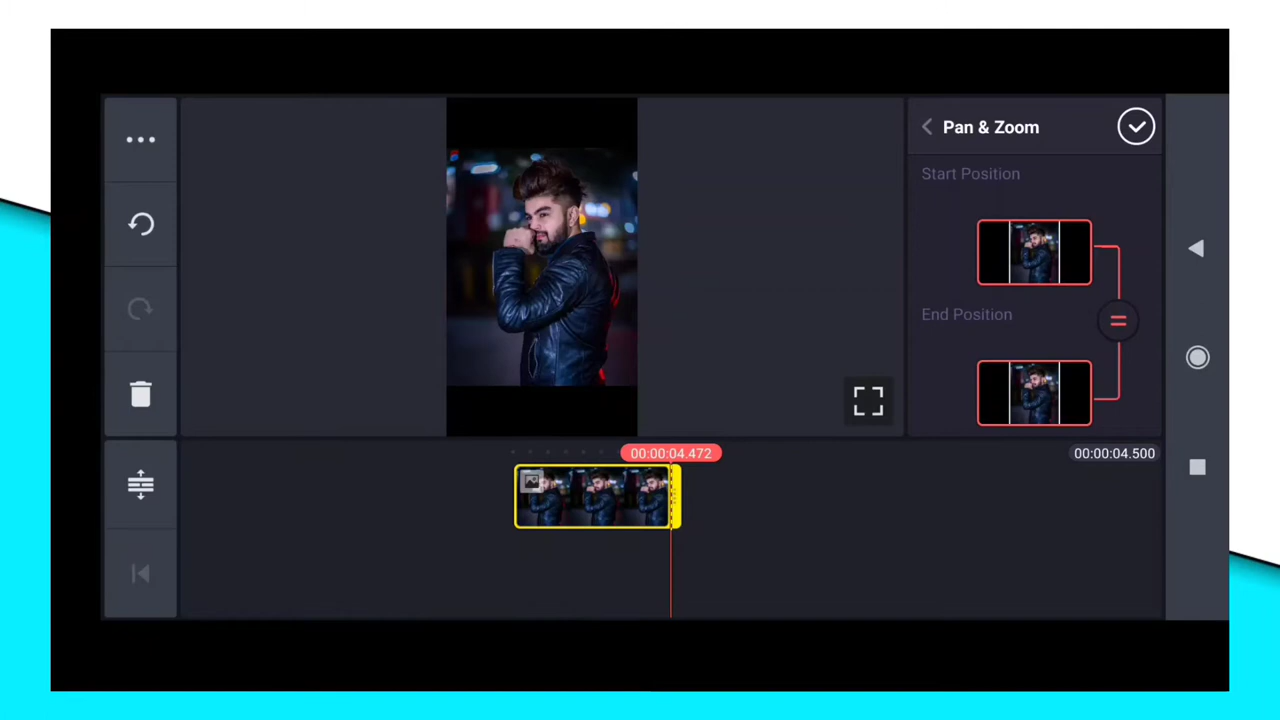 Pan & Zoom
Start Position
End Position
00:00:04.472
00:00:04.500